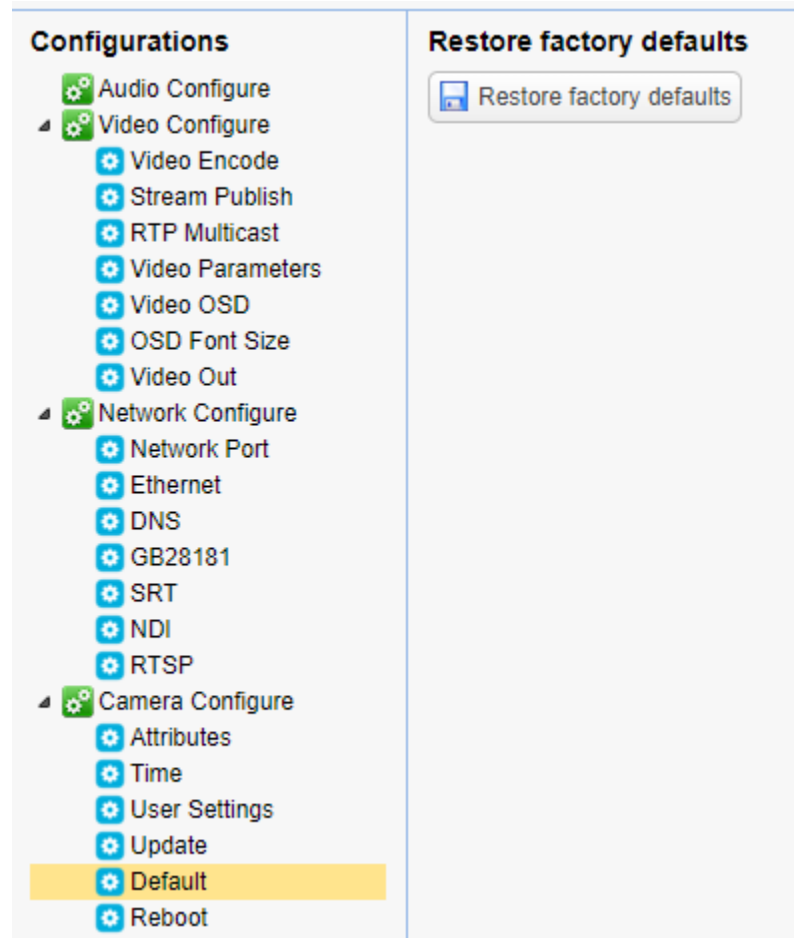 Configurations
Audio Configure
Video Configure
Video Encode
Stream Publish
RTP Multicast
Video Parameters
Video OSD
OSD Font Size
Video Out
Network Configure
Network Port
Ethernet
DNS
GB28181
SRT
NDI
RTSP
Camera Configure
Attributes
Time
User Settings
Update
Default
Reboot
Restore factory defaults
Restore factory defaults